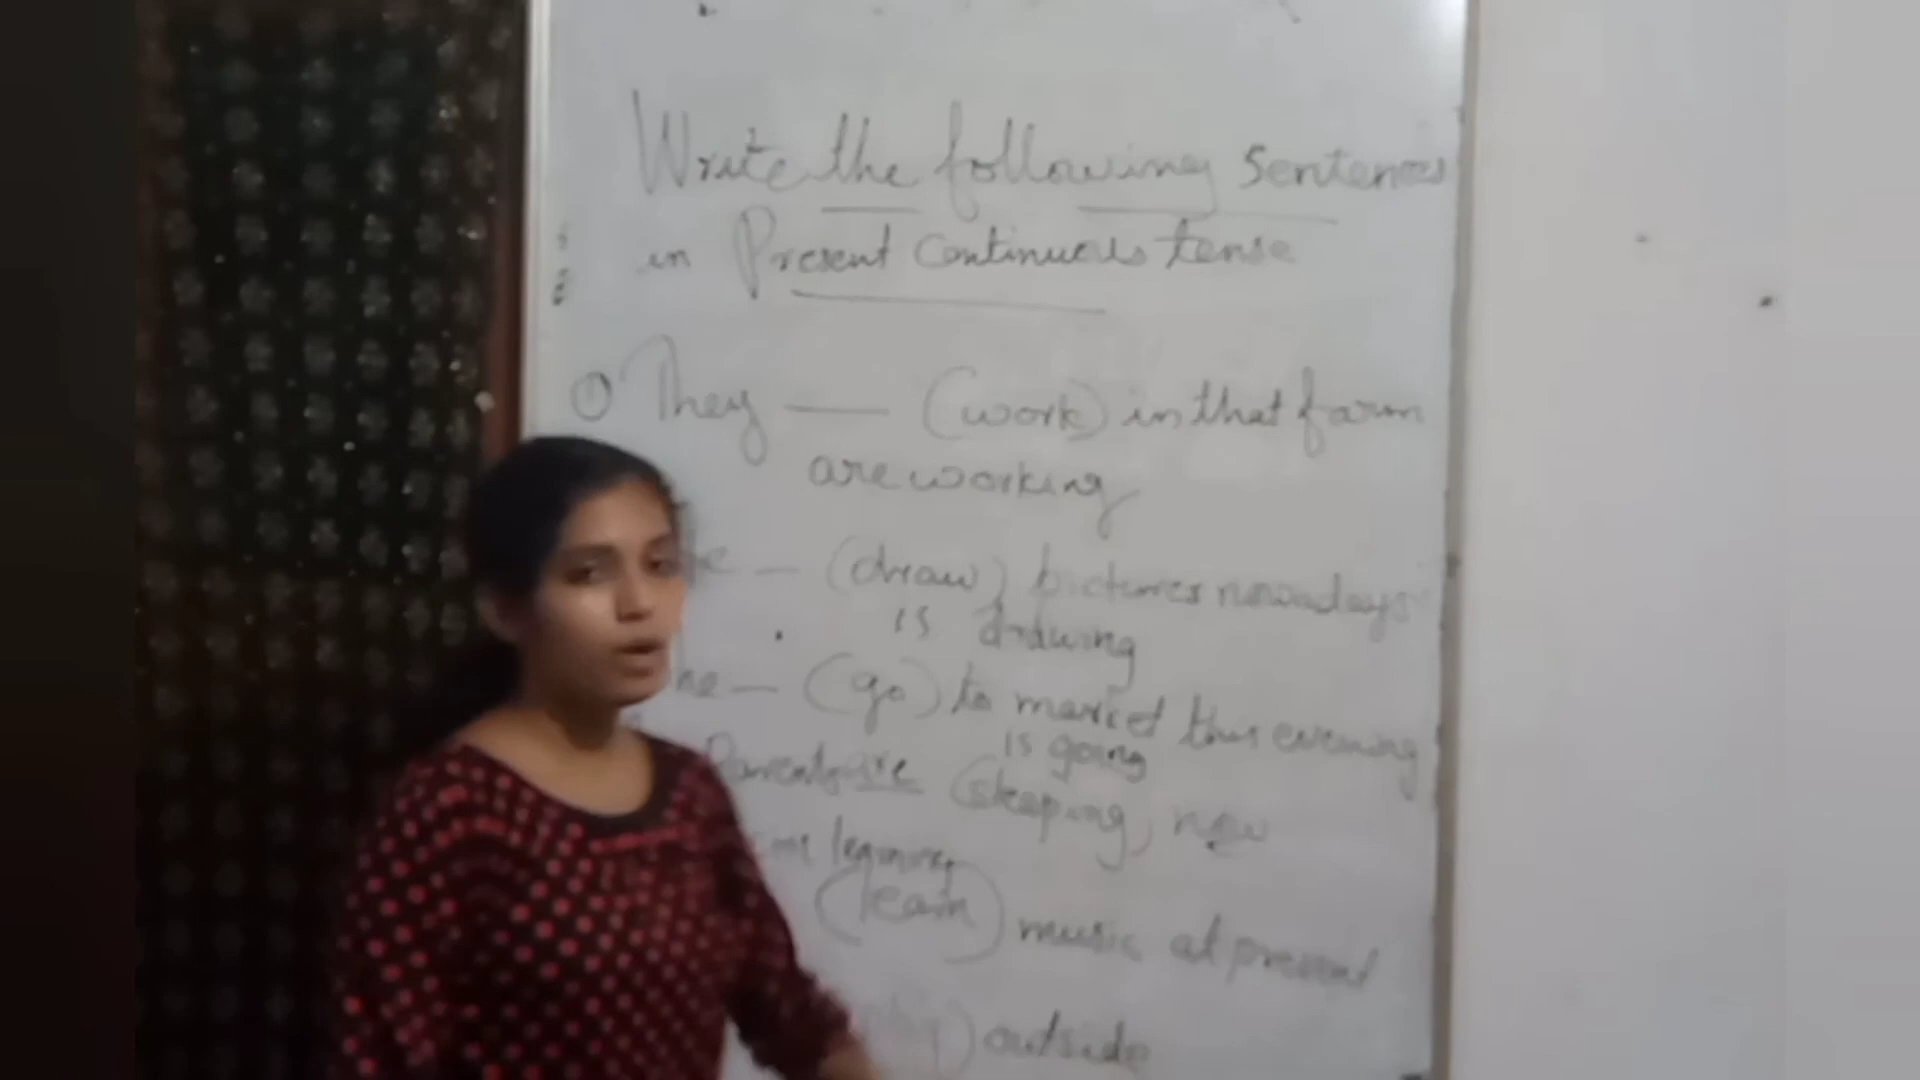 Write the following Sentences
in Present Continuous tense
① They — (work) in that farm
are working
— (draw) pictures nowadays
is drawing
— (go) to market this evening
is going
Parents are (sleeping) now
learning
(learn) music at present
) outside